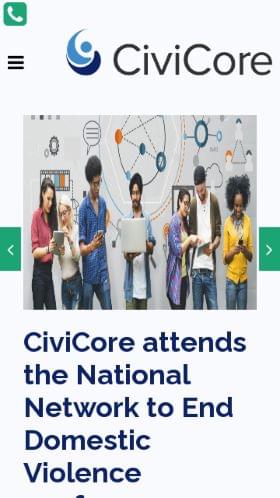 CiviCore
CiviCore attends
the National
Network to End
Domestic
Violence